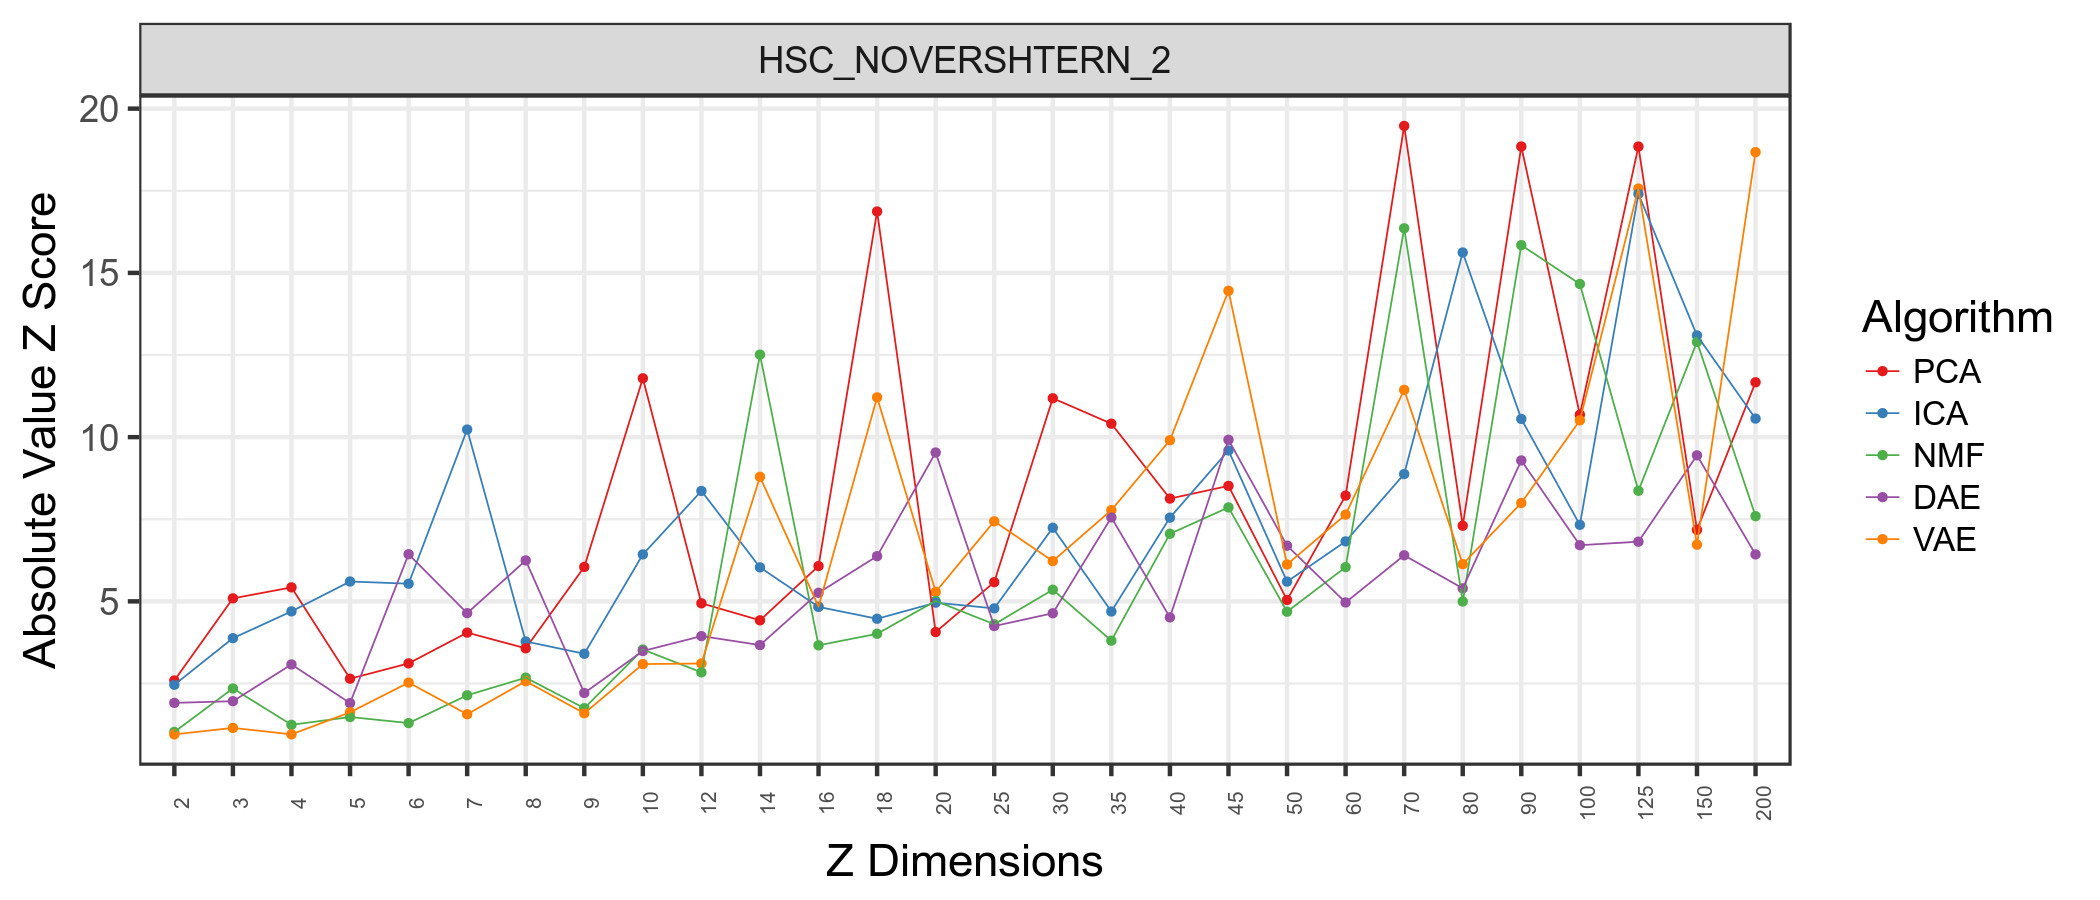 HSC_NOVERSHTERN_2
Absolute Value Z Score
20
15
10
5
2 3 4 5 6 7 8 9 10 12 14 16 18 20 25 30 35 40 45 50 60 70 80 90 100 125 150 200
Z Dimensions
Algorithm
PCA
ICA
NMF
DAE
VAE